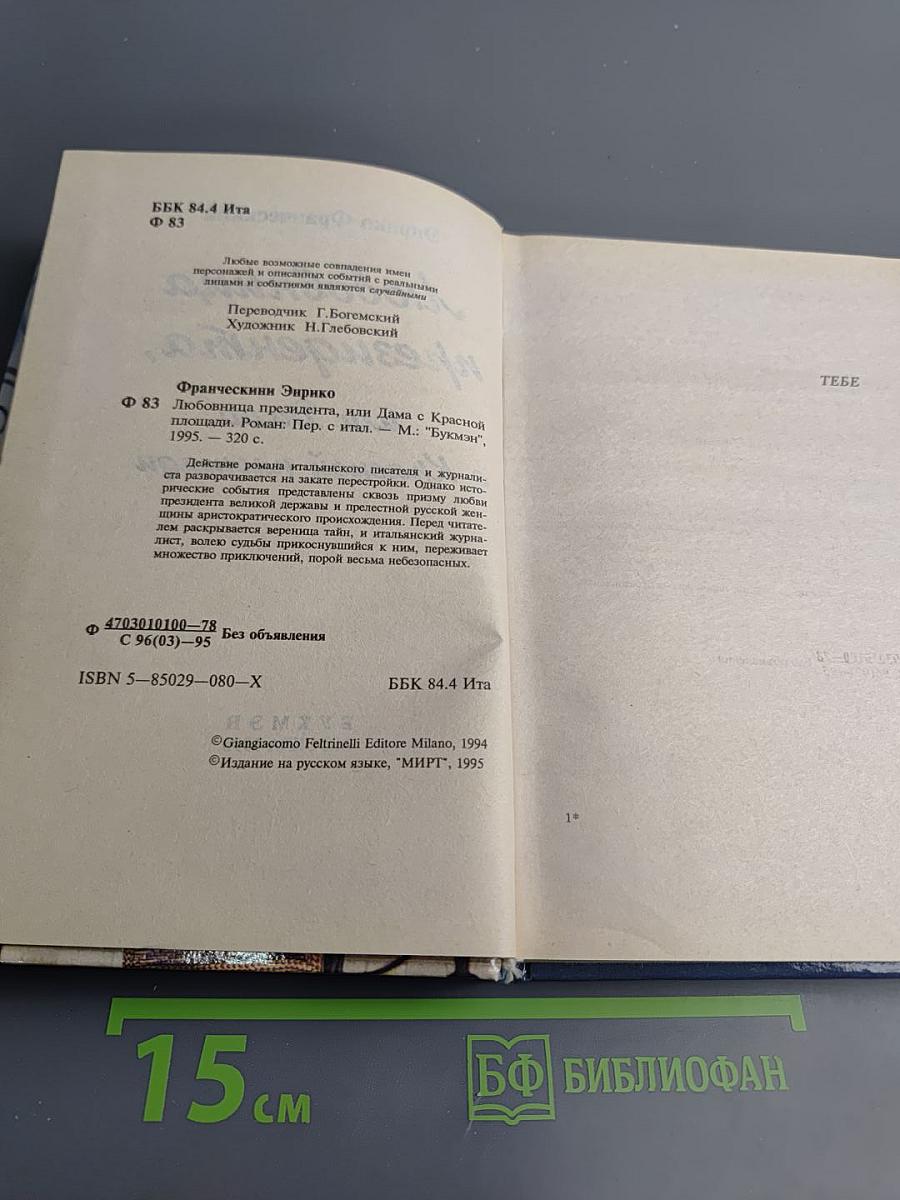 ББК 84.4 Ита
Ф 83
Любые возможные совпадения имен
персонажей и описанных событий с реальными
лицами и событиями являются случайными
Переводчик Г.Богемский
Художник Н.Глебовский
Франческини Энрико
Ф 83 Любовница президента, или Дама с Красной
площади. Роман: Пер. с итал. — М.: "Букмэн",
1995. — 320 с.
Действие романа итальянского писателя и журнали-
ста разворачивается на закате перестройки. Однако исто-
рические события представлены сквозь призму любви
президента великой державы и прелестной русской жен-
щины аристократического происхождения. Перед читате-
лем раскрывается вереница тайн, и итальянский журна-
лист, волею судьбы прикоснувшийся к ним, переживает
множество приключений, порой весьма небезопасных.
Ф 4703010100—78
С 96(03)—95 Без объявления
ISBN 5—85029—080—X ББК 84.4 Ита
©Giangiacomo Feltrinelli Editore Milano, 1994
©Издание на русском языке, "МИРТ", 1995
ТЕБЕ
1*
15 см
БФ БИБЛИОФАН